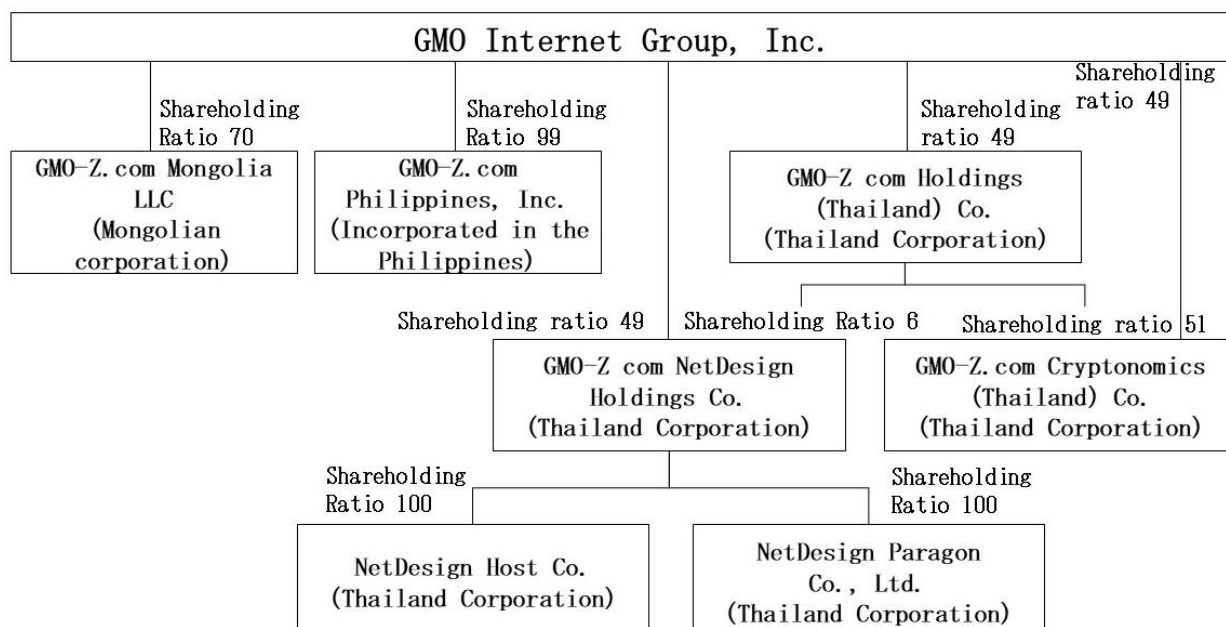 GMO Internet Group, Inc.
Shareholding
Ratio 70
Shareholding
Ratio 99
Shareholding
ratio 49
Shareholding
ratio 49
GMO-Z.com Mongolia
LLC
(Mongolian
corporation)
GMO-Z.com
Philippines, Inc.
(Incorporated in the
Philippines)
GMO-Z com Holdings
(Thailand) Co.
(Thailand Corporation)
Shareholding ratio 49
Shareholding Ratio 6
Shareholding ratio 51
GMO-Z com NetDesign
Holdings Co.
(Thailand Corporation)
GMO-Z.com Cryptonomics
(Thailand) Co.
(Thailand Corporation)
Shareholding
Ratio 100
Shareholding
Ratio 100
NetDesign Host Co.
(Thailand Corporation)
NetDesign Paragon
Co., Ltd.
(Thailand Corporation)